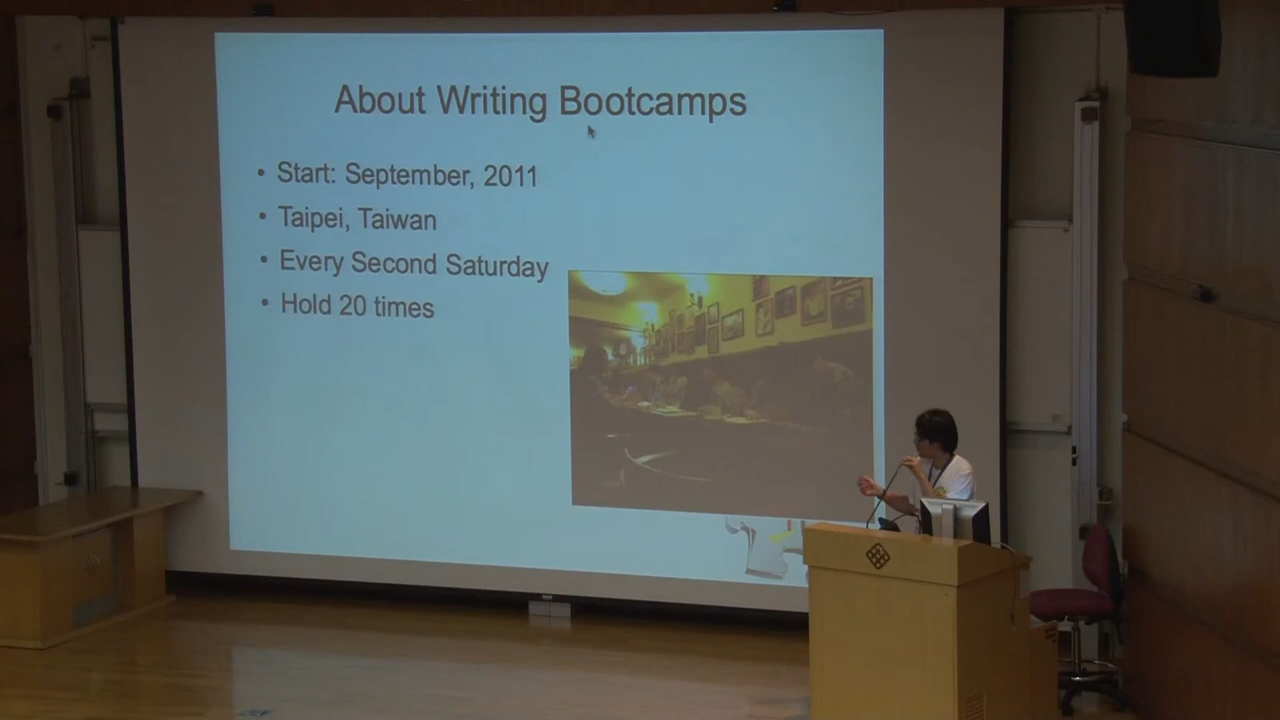 About Writing Bootcamps
• Start: September, 2011
• Taipei, Taiwan
• Every Second Saturday
• Hold 20 times